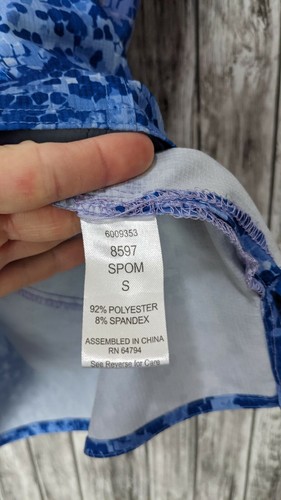 6009353
8597
SPOM
S
92% POLYESTER
8% SPANDEX
ASSEMBLED IN CHINA
RN 64794
See Reverse for Care